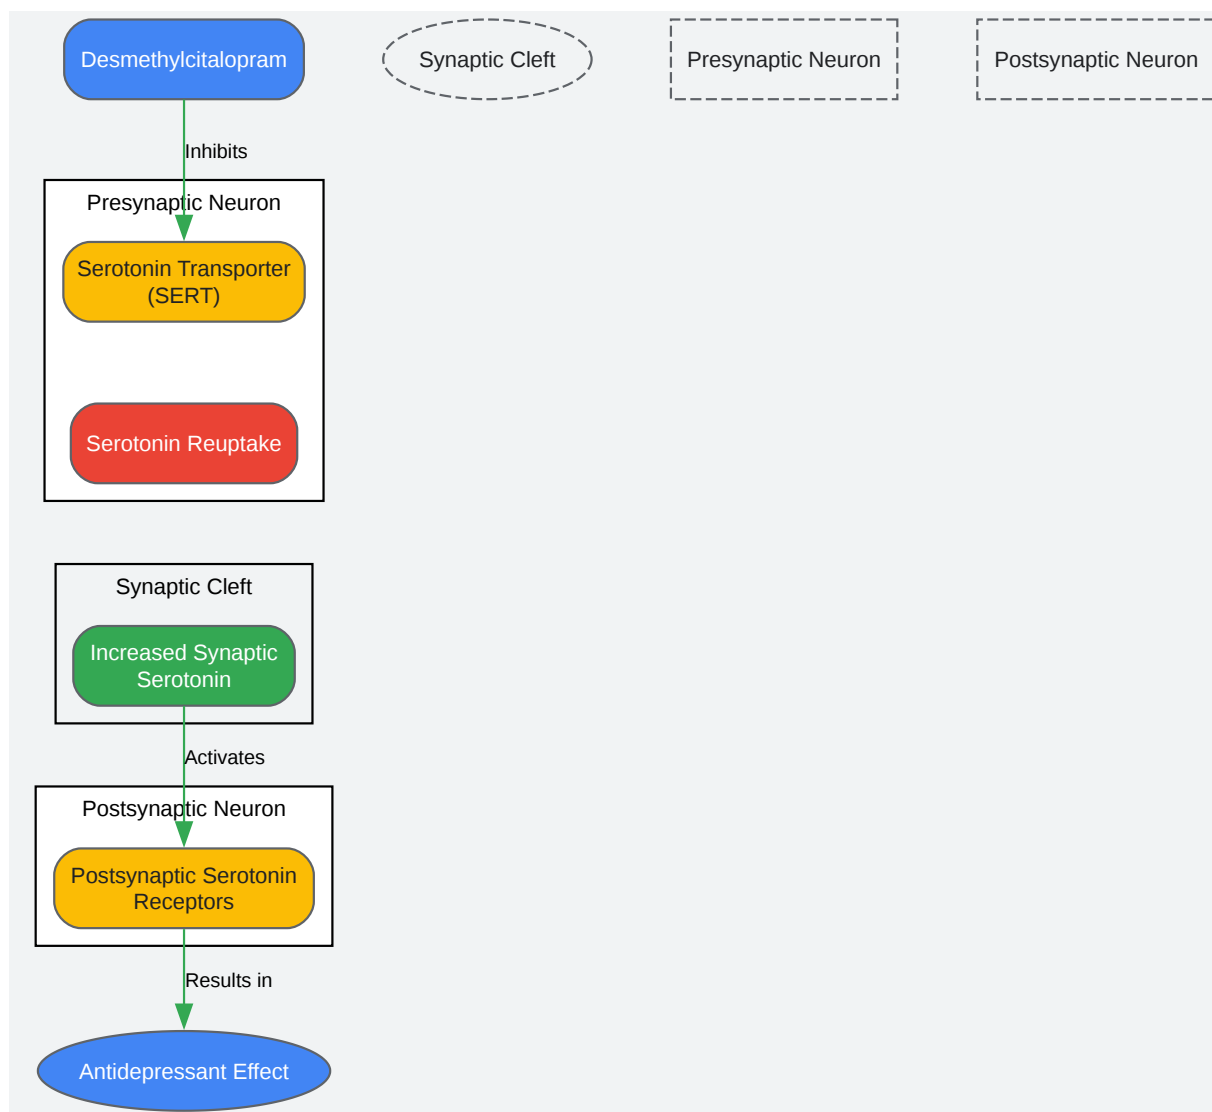 Desmethylcitalopram
Synaptic Cleft
Presynaptic Neuron
Postsynaptic Neuron
Inhibits
Presynaptic Neuron
Serotonin Transporter
(SERT)
Serotonin Reuptake
Synaptic Cleft
Increased Synaptic
Serotonin
Activates
Postsynaptic Neuron
Postsynaptic Serotonin
Receptors
Results in
Antidepressant Effect